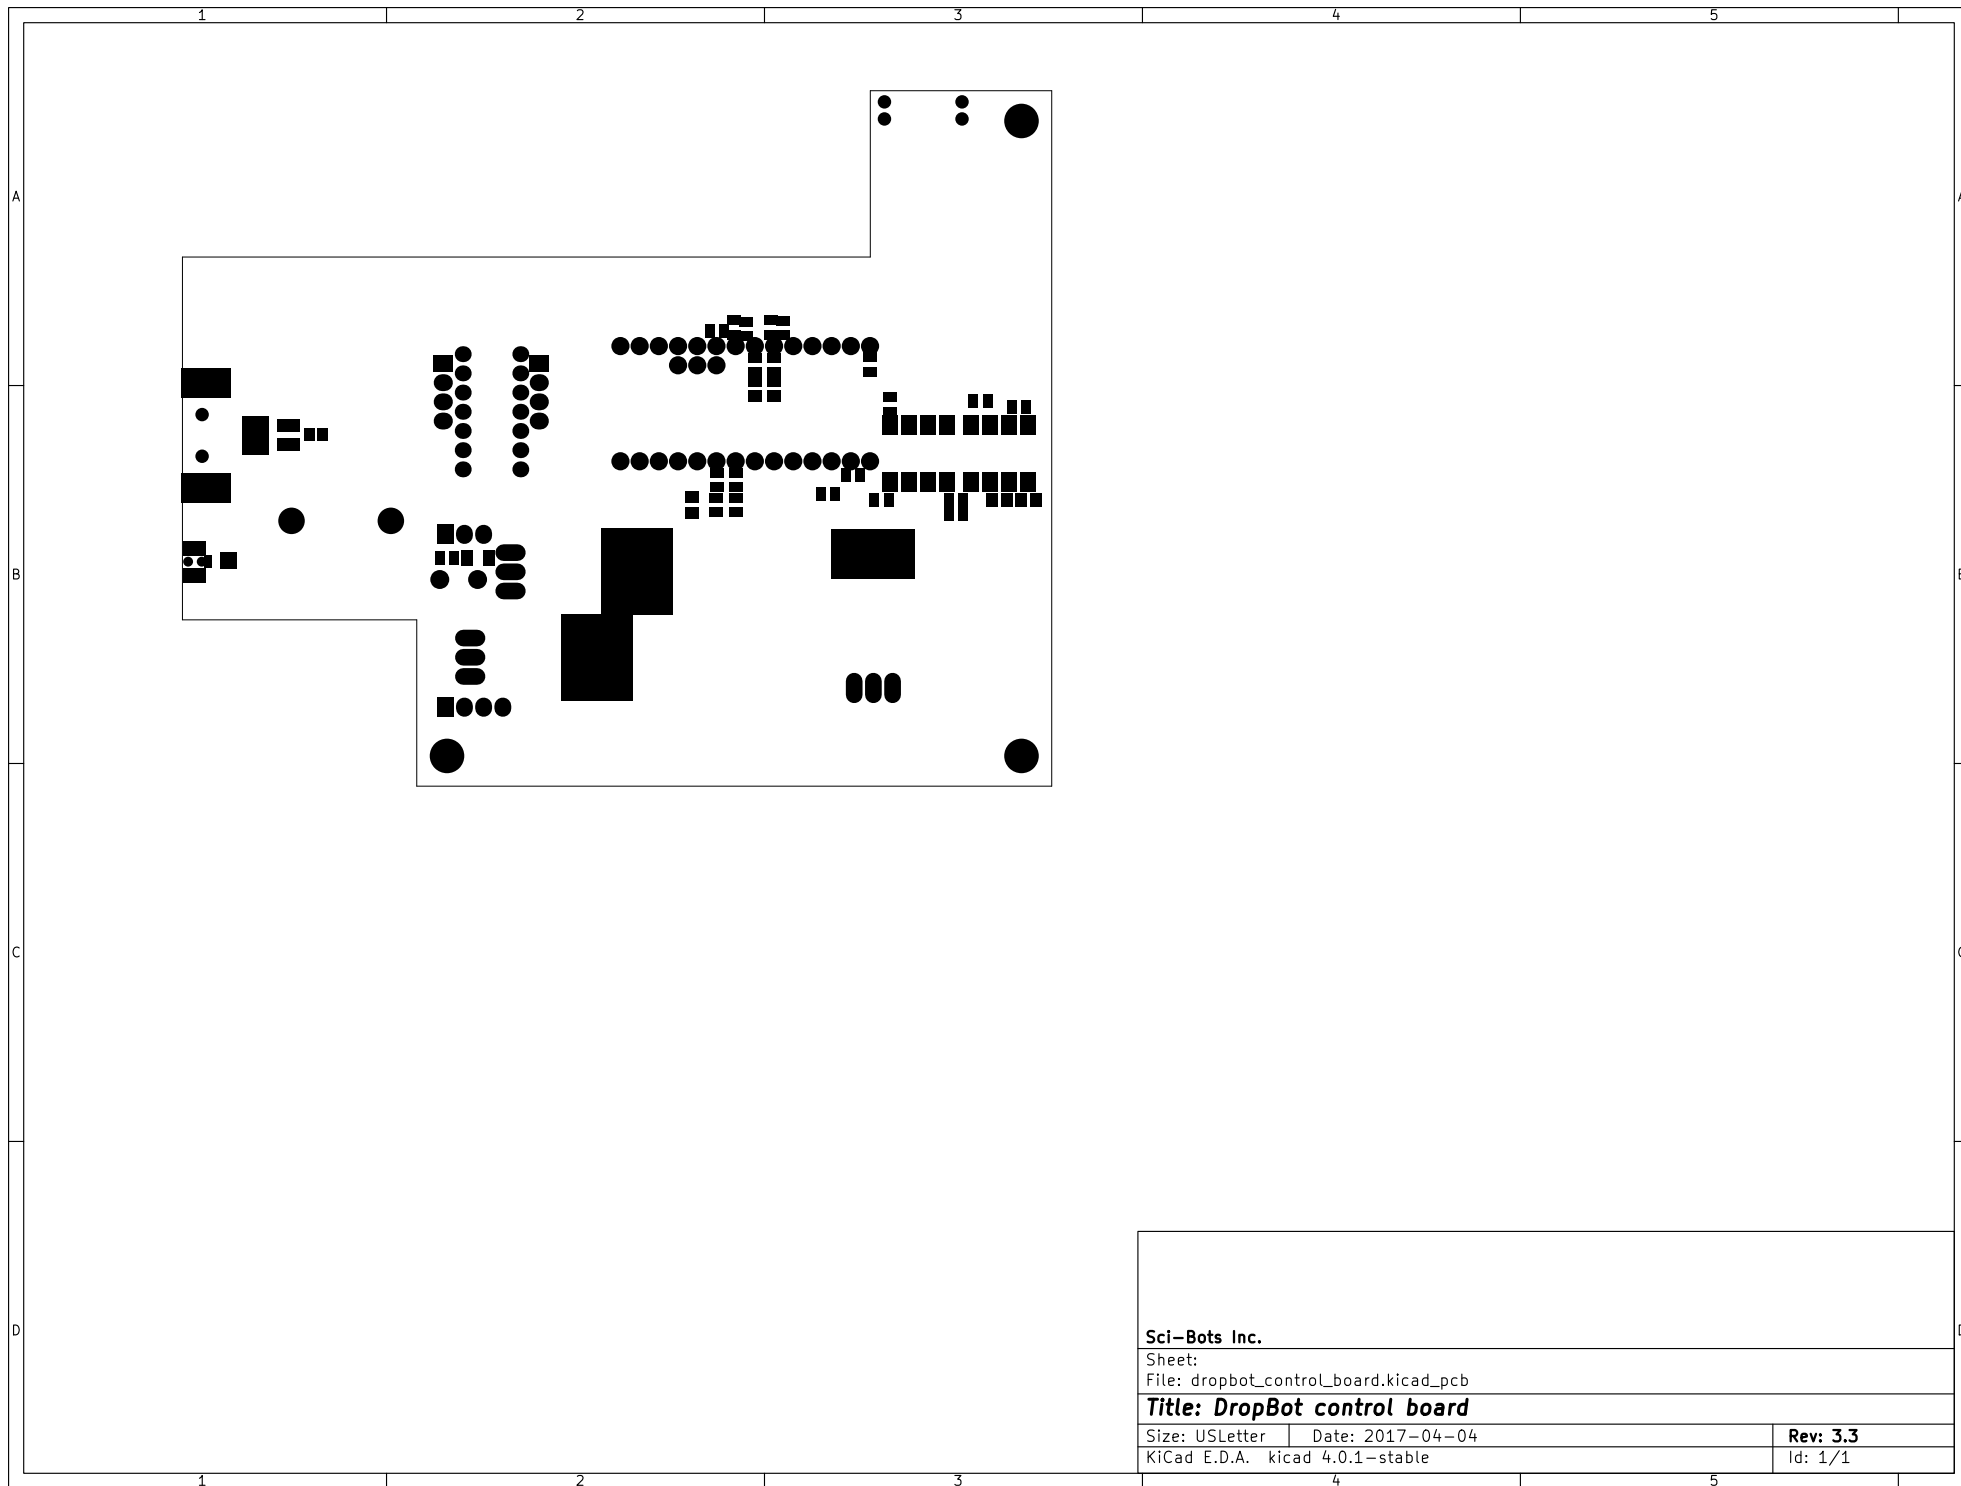 1 2 3 4 5
A A
B B
C C
D D
Sci-Bots Inc.
Sheet:
File: dropbot_control_board.kicad_pcb
Title: DropBot control board
Size: USLetter Date: 2017-04-04 Rev: 3.3
KiCad E.D.A. kicad 4.0.1-stable Id: 1/1
1 2 3 4 5